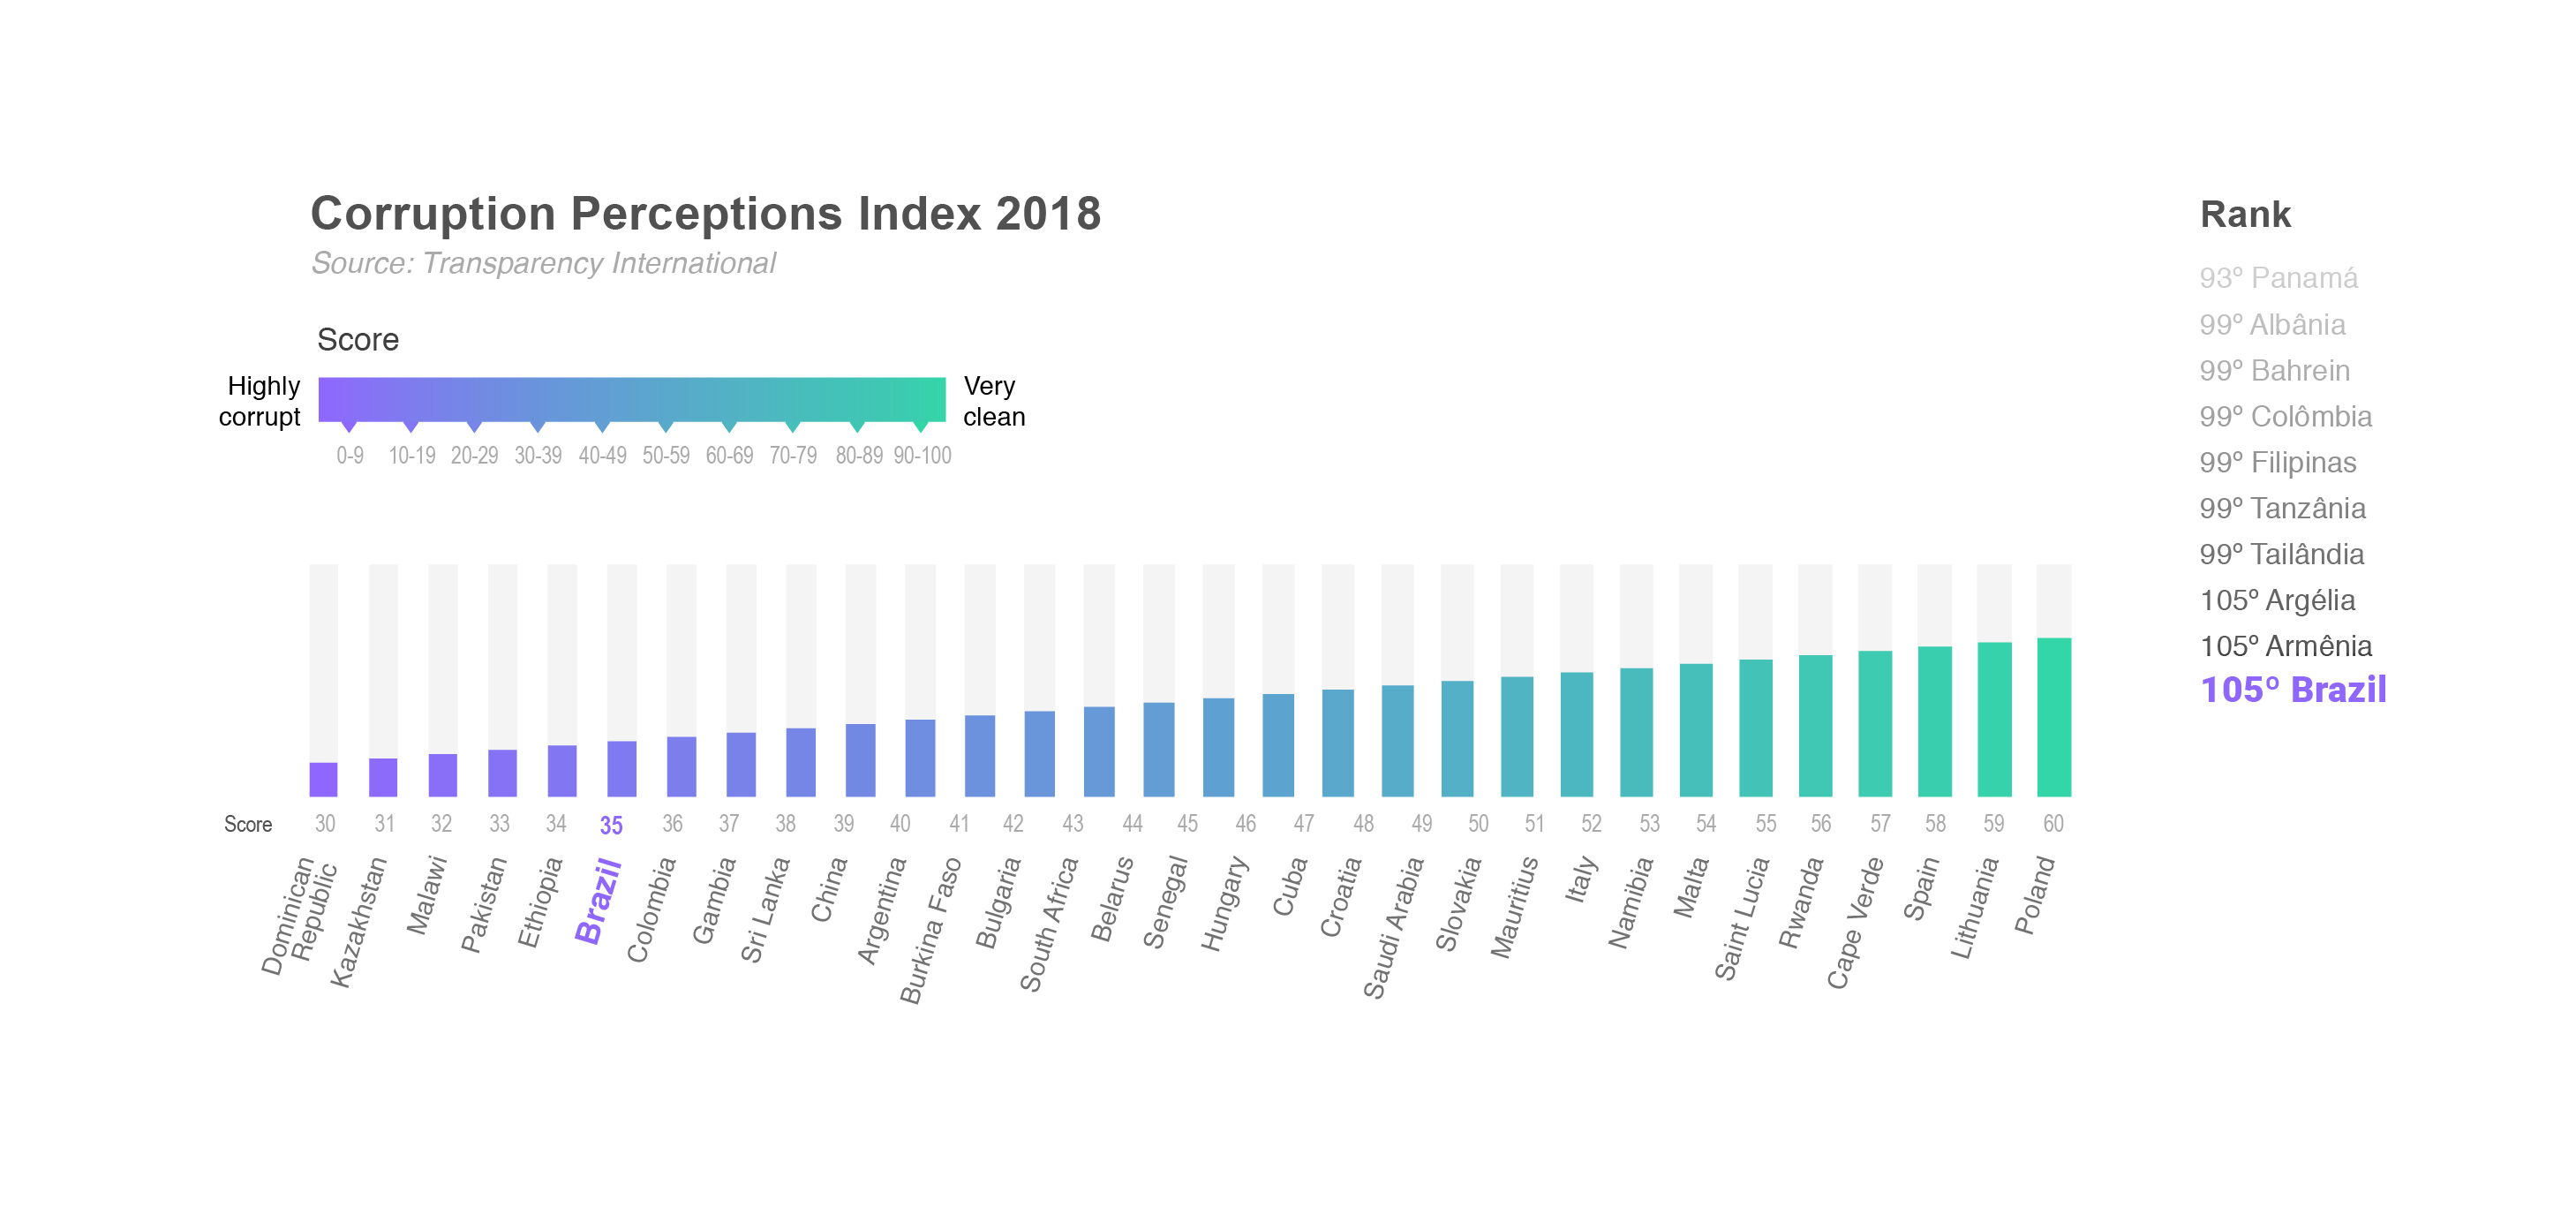 Corruption Perceptions Index 2018
Source: Transparency International
Score
Highly
corrupt
Very
clean
0-9 10-19 20-29 30-39 40-49 50-59 60-69 70-79 80-89 90-100
Score 30 31 32 33 34 35 36 37 38 39 40 41 42 43 44 45 46 47 48 49 50 51 52 53 54 55 56 57 58 59 60
Dominican
Republic
Kazakhstan
Malawi
Pakistan
Ethiopia
Brazil
Colombia
Gambia
Sri Lanka
China
Argentina
Burkina Faso
Bulgaria
South Africa
Belarus
Senegal
Hungary
Cuba
Croatia
Saudi Arabia
Slovakia
Mauritius
Italy
Namibia
Malta
Saint Lucia
Rwanda
Cape Verde
Spain
Lithuania
Poland
Rank
93º Panamá
99º Albânia
99º Bahrein
99º Colômbia
99º Filipinas
99º Tanzânia
99º Tailândia
105º Argélia
105º Armênia
105º Brazil